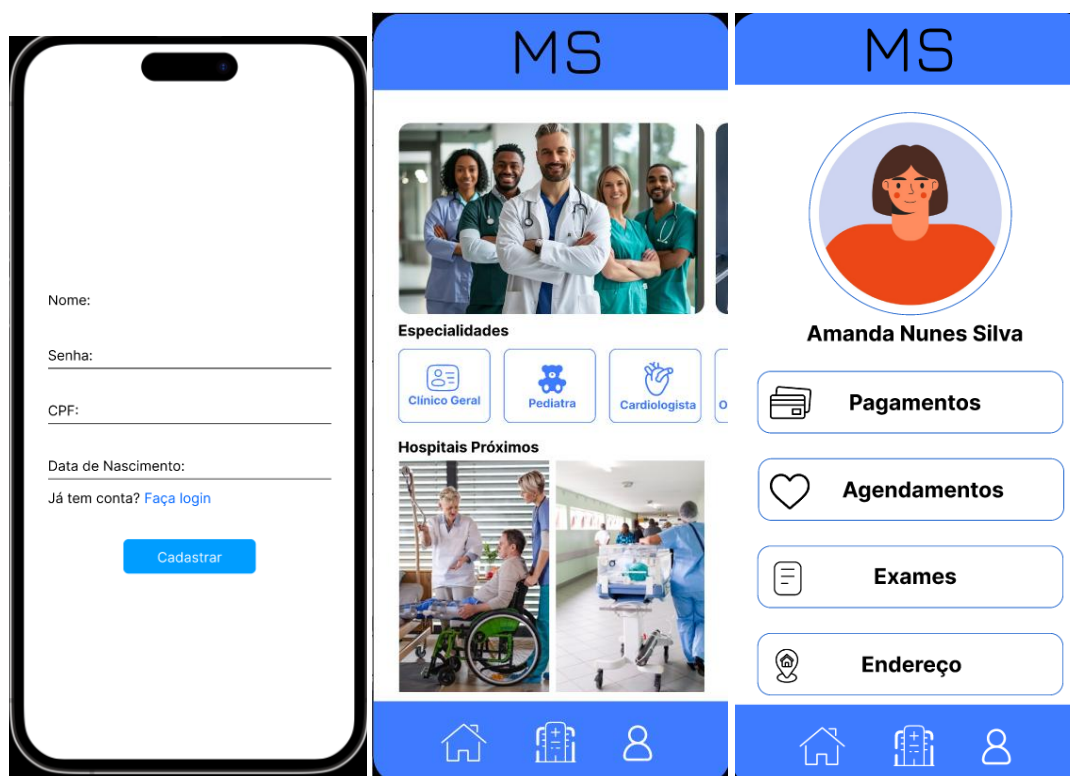 Nome:
Senha:
CPF:
Data de Nascimento:
Já tem conta? Faça login
Cadastrar
MS
Especialidades
Clínico Geral
Pediatra
Cardiologista
O
Hospitais Próximos
MS
Amanda Nunes Silva
Pagamentos
Agendamentos
Exames
Endereço